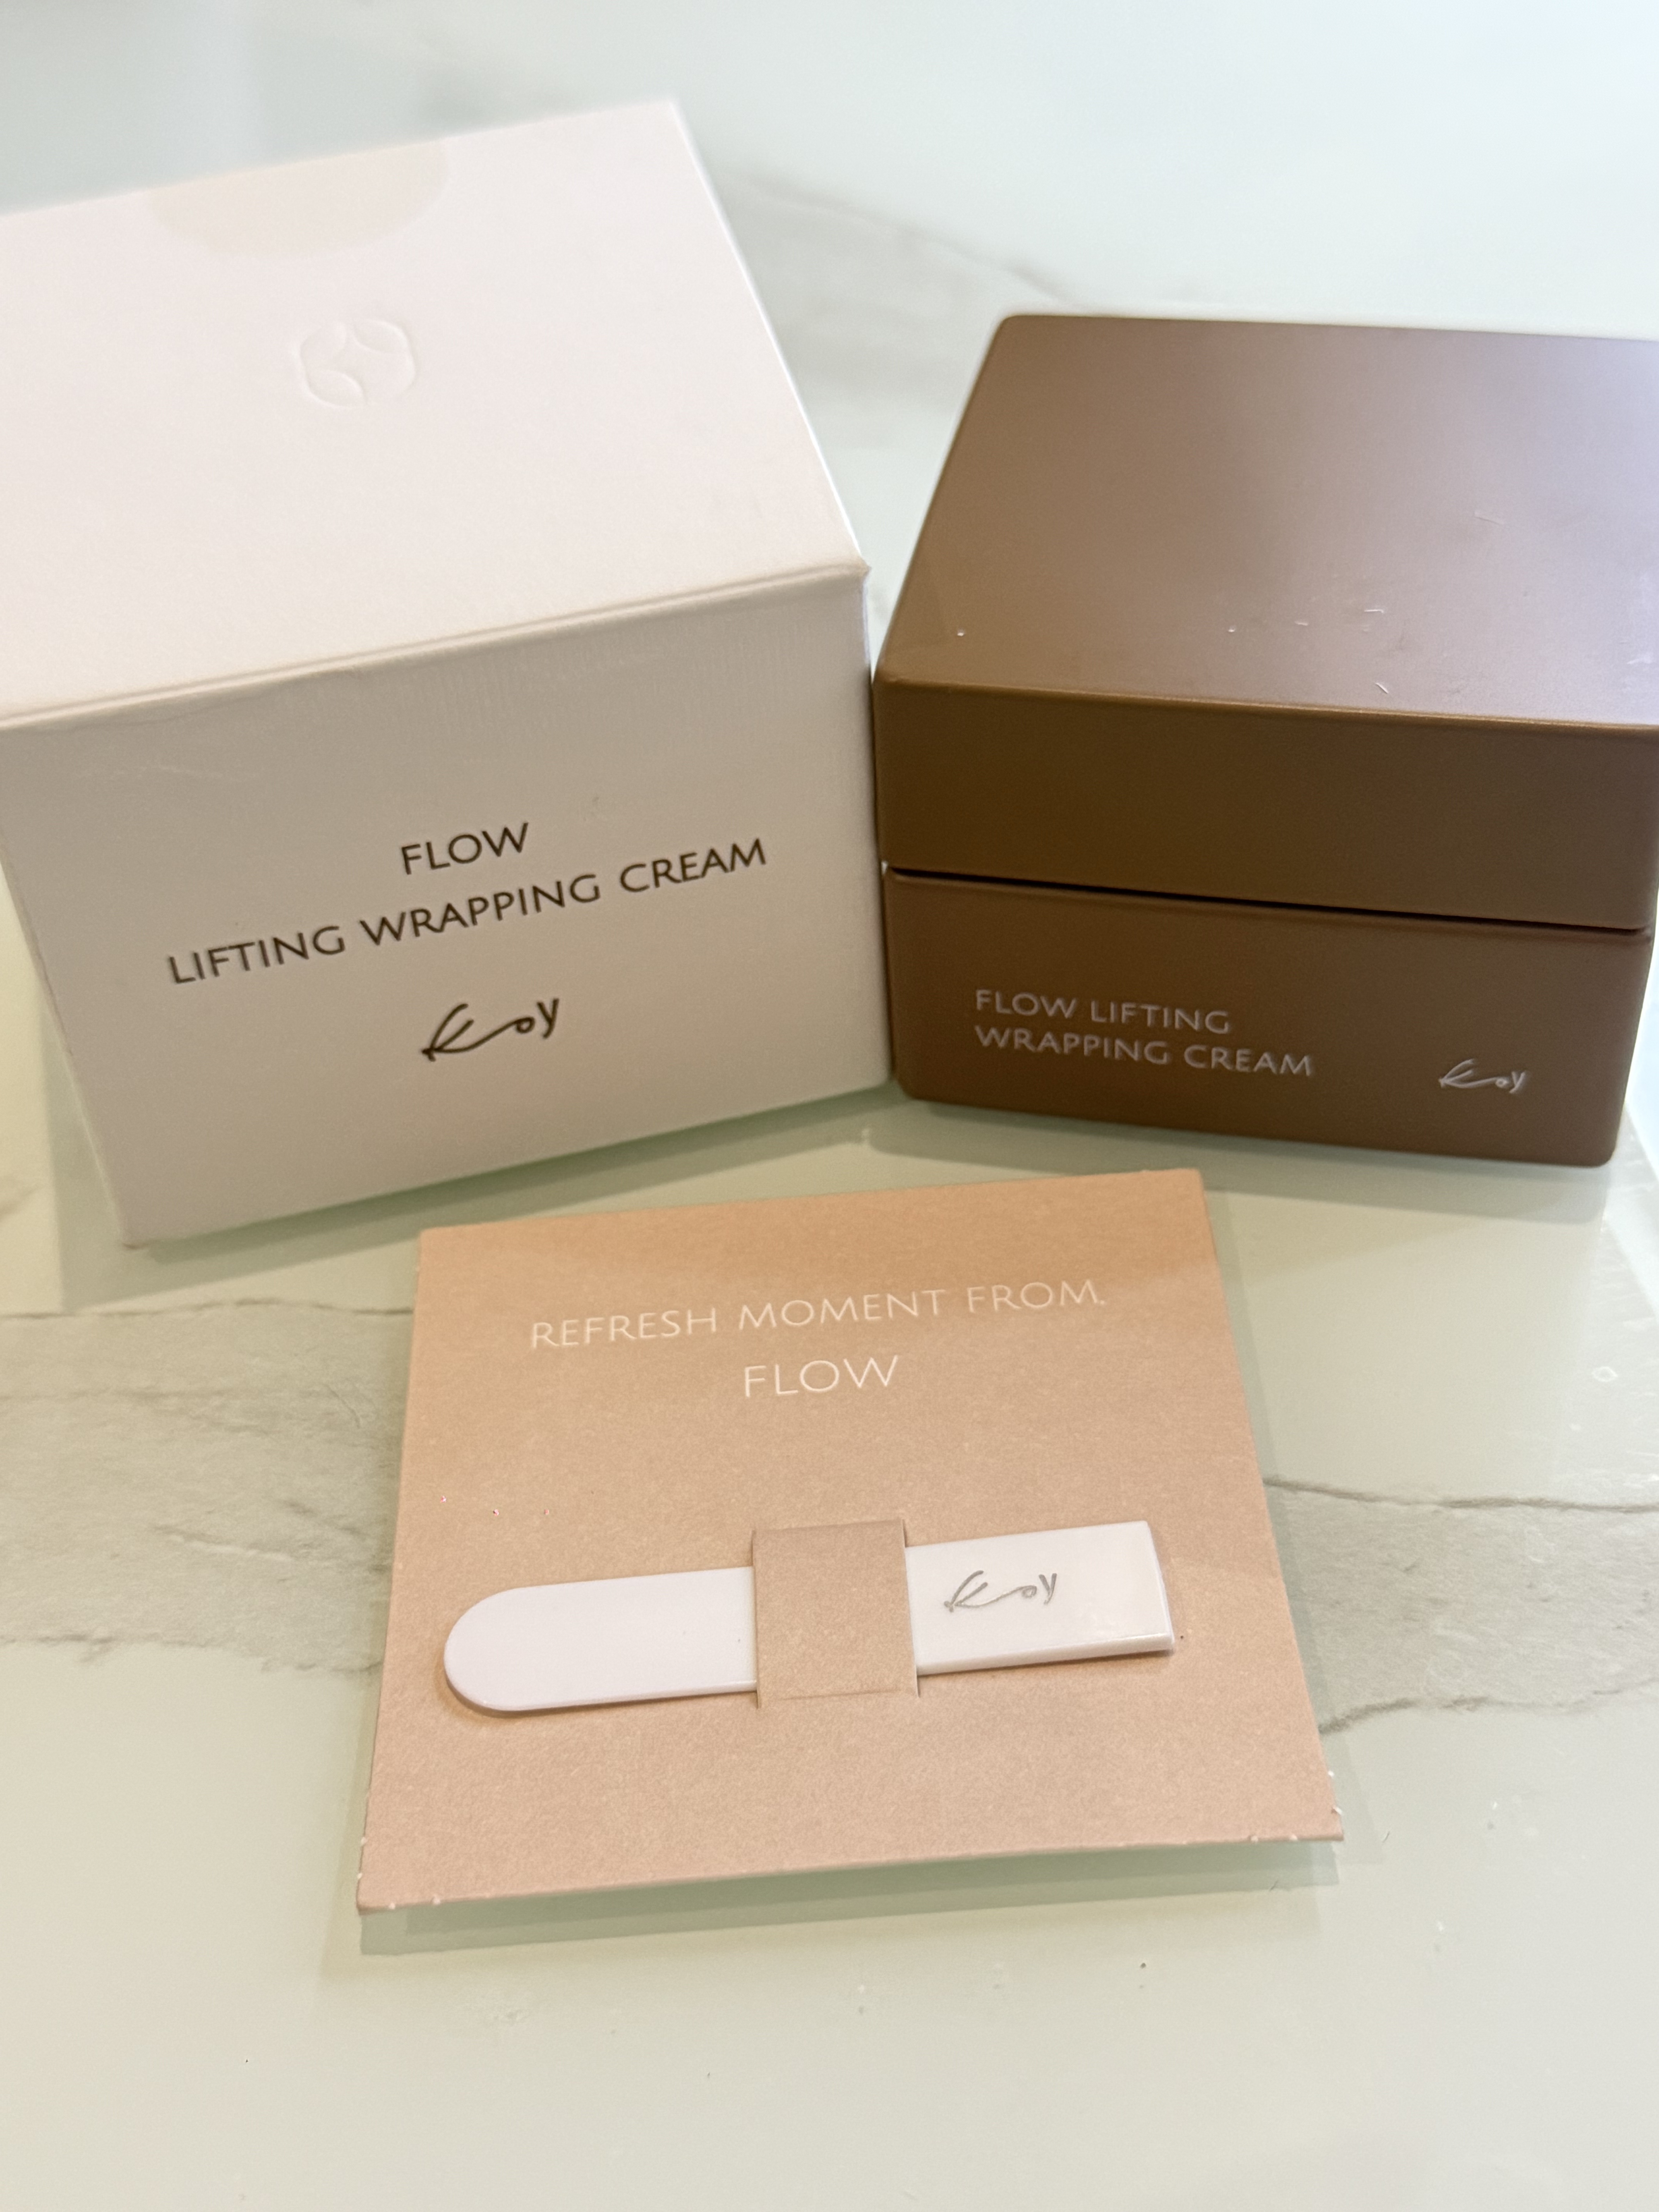 FLOW
LIFTING WRAPPING CREAM
Koy
FLOW LIFTING
WRAPPING CREAM
Koy
REFRESH MOMENT FROM.
FLOW
Koy